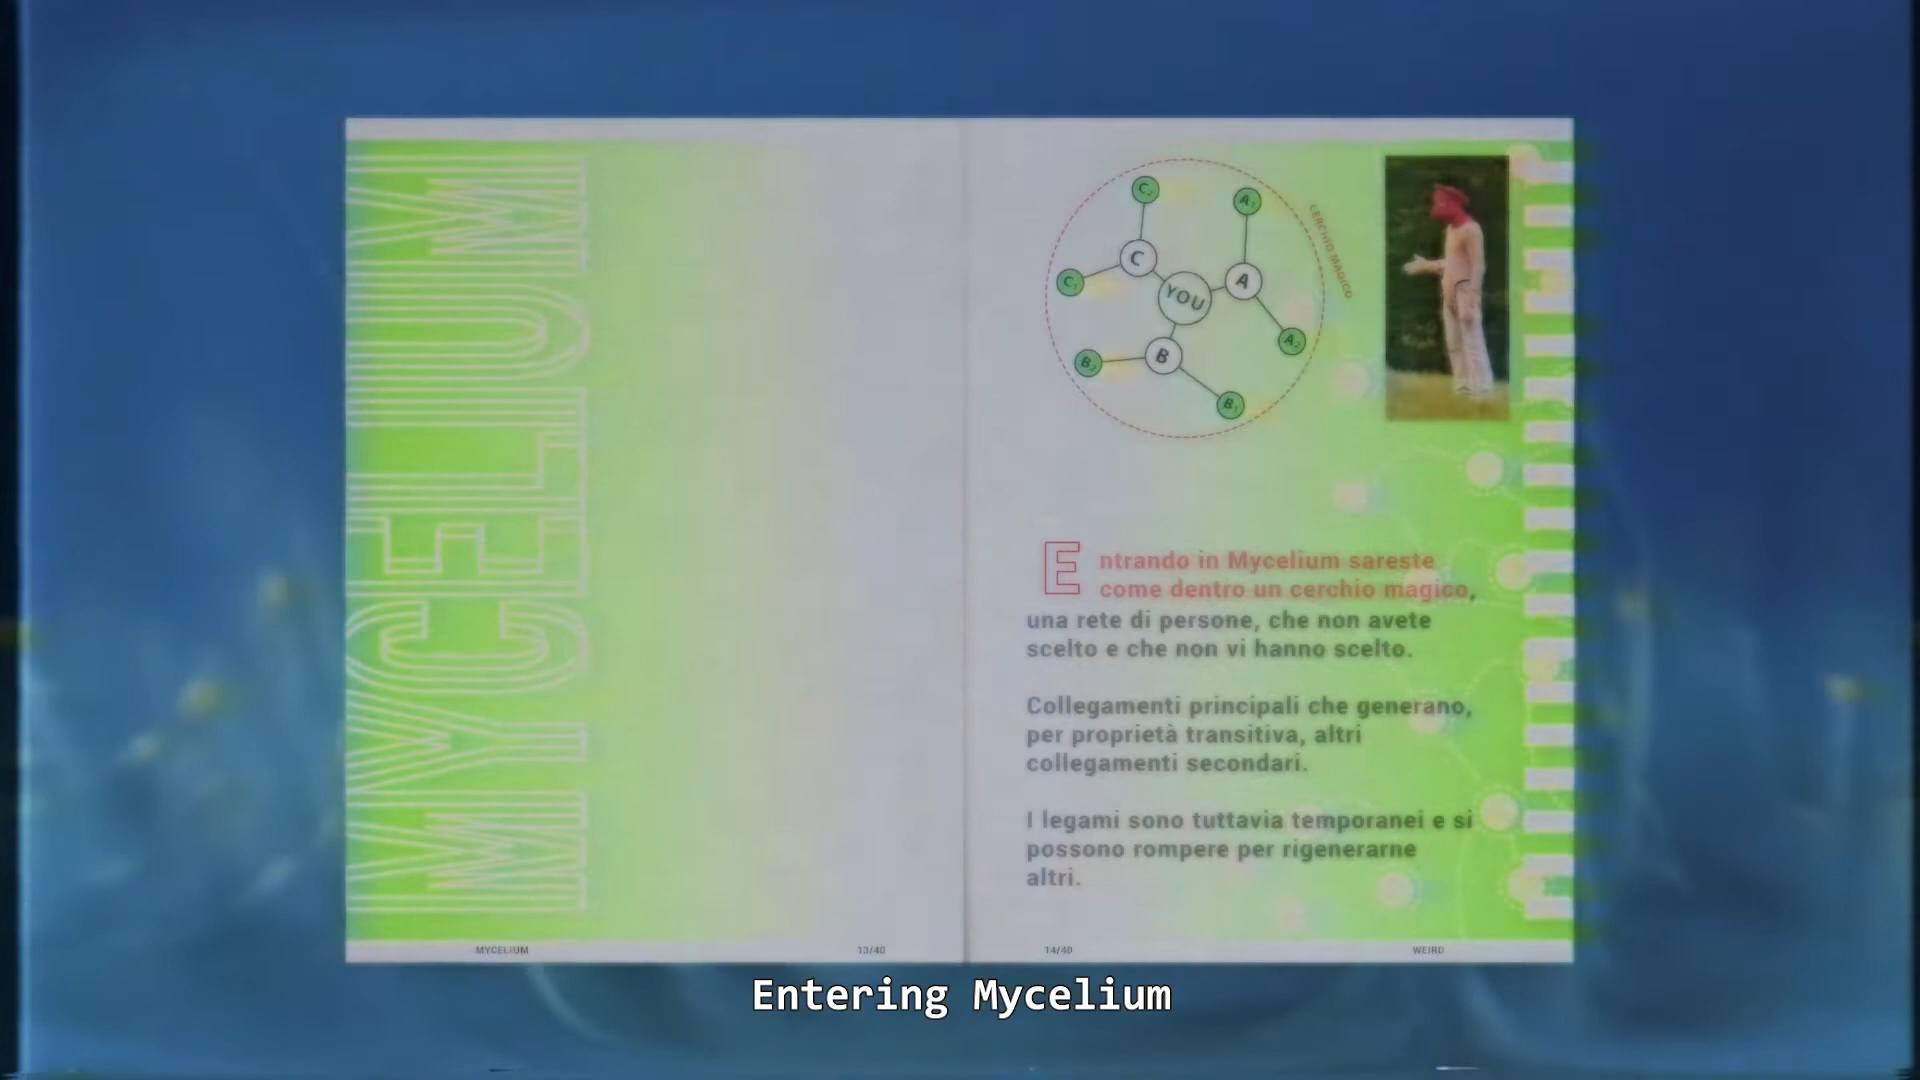 MYCELIUM
C2
A1
C
C1
YOU
A
CERCHIO MAGICO
B2
B
A2
B1
Entrando in Mycelium sareste
come dentro un cerchio magico,
una rete di persone, che non avete
scelto e che non vi hanno scelto.
Collegamenti principali che generano,
per proprietà transitiva, altri
collegamenti secondari.
I legami sono tuttavia temporanei e si
possono rompere per rigenerarne
altri.
MYCELIUM
13/40
14/40
WEIRD
Entering Mycelium